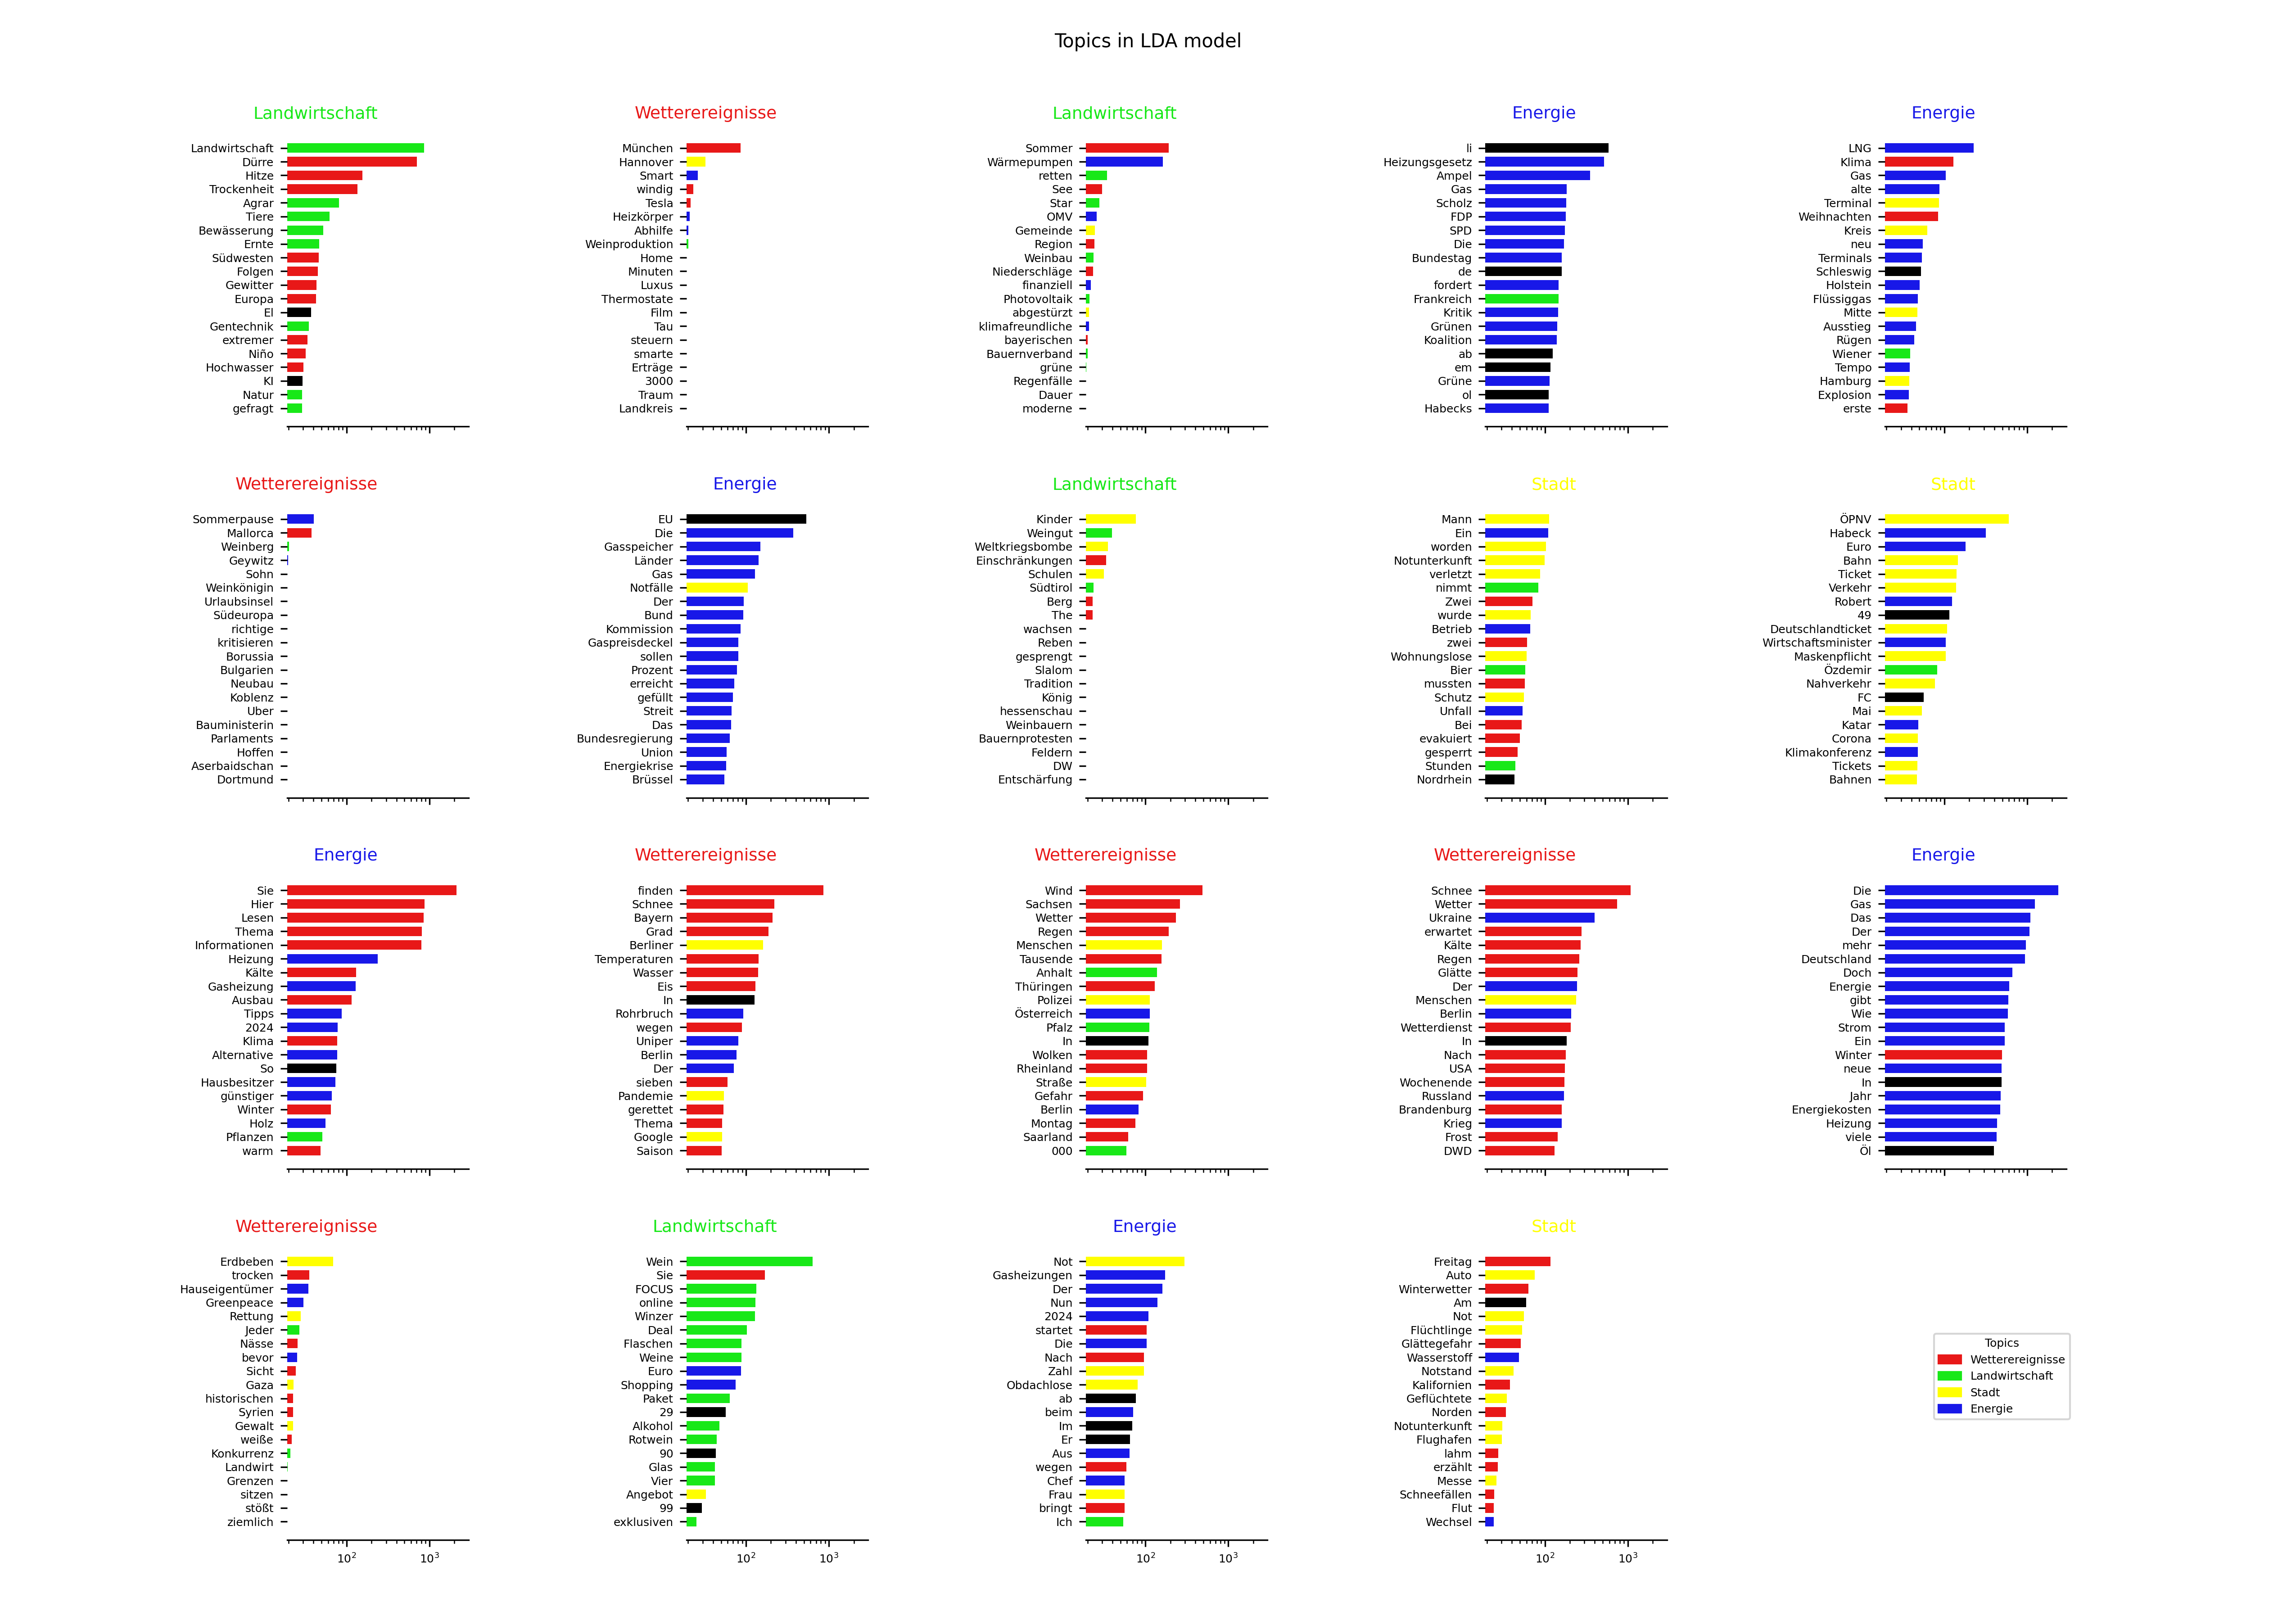 Topics in LDA model
Landwirtschaft
Landwirtschaft
Dürre
Hitze
Trockenheit
Agrar
Tiere
Bewässerung
Ernte
Südwesten
Folgen
Gewitter
Europa
El
Gentechnik
extremer
Niño
Hochwasser
KI
Natur
gefragt
Wetterereignisse
München
Hannover
Smart
windig
Tesla
Heizkörper
Abhilfe
Weinproduktion
Home
Minuten
Luxus
Thermostate
Film
Tau
steuern
smarte
Erträge
3000
Traum
Landkreis
Landwirtschaft
Sommer
Wärmepumpen
retten
See
Star
OMV
Gemeinde
Region
Weinbau
Niederschläge
finanziell
Photovoltaik
abgestürzt
klimafreundliche
bayerischen
Bauernverband
grüne
Regenfälle
Dauer
moderne
Energie
li
Heizungsgesetz
Ampel
Gas
Scholz
FDP
SPD
Die
Bundestag
de
fordert
Frankreich
Kritik
Grünen
Koalition
ab
em
Grüne
ol
Habecks
Energie
LNG
Klima
Gas
alte
Terminal
Weihnachten
Kreis
neu
Terminals
Schleswig
Holstein
Flüssiggas
Mitte
Ausstieg
Rügen
Wiener
Tempo
Hamburg
Explosion
erste
Wetterereignisse
Sommerpause
Mallorca
Weinberg
Geywitz
Sohn
Weinkönigin
Urlaubsinsel
Südeuropa
richtige
kritisieren
Borussia
Bulgarien
Neubau
Koblenz
Uber
Bauministerin
Parlaments
Hoffen
Aserbaidschan
Dortmund
Energie
EU
Die
Gasspeicher
Länder
Gas
Notfälle
Der
Bund
Kommission
Gaspreisdeckel
sollen
Prozent
erreicht
gefüllt
Streit
Das
Bundesregierung
Union
Energiekrise
Brüssel
Landwirtschaft
Kinder
Weingut
Weltkriegsbombe
Einschränkungen
Schulen
Südtirol
Berg
The
wachsen
Reben
gesprengt
Slalom
Tradition
König
hessenschau
Weinbauern
Bauernprotesten
Feldern
DW
Entschärfung
Stadt
Mann
Ein
worden
Notunterkunft
verletzt
nimmt
Zwei
wurde
Betrieb
zwei
Wohnungslose
Bier
mussten
Schutz
Unfall
Bei
evakuiert
gesperrt
Stunden
Nordrhein
Stadt
ÖPNV
Habeck
Euro
Bahn
Ticket
Verkehr
Robert
49
Deutschlandticket
Wirtschaftsminister
Maskenpflicht
Özdemir
Nahverkehr
FC
Mai
Katar
Corona
Klimakonferenz
Tickets
Bahnen
Energie
Sie
Hier
Lesen
Thema
Informationen
Heizung
Kälte
Gasheizung
Ausbau
Tipps
2024
Klima
Alternative
So
Hausbesitzer
günstiger
Winter
Holz
Pflanzen
warm
Wetterereignisse
finden
Schnee
Bayern
Grad
Berliner
Temperaturen
Wasser
Eis
In
Rohrbruch
wegen
Uniper
Berlin
Der
sieben
Pandemie
gerettet
Thema
Google
Saison
Wetterereignisse
Wind
Sachsen
Wetter
Regen
Menschen
Tausende
Anhalt
Thüringen
Polizei
Österreich
Pfalz
In
Wolken
Rheinland
Straße
Gefahr
Berlin
Montag
Saarland
000
Wetterereignisse
Schnee
Wetter
Ukraine
erwartet
Kälte
Regen
Glätte
Der
Menschen
Berlin
Wetterdienst
In
Nach
USA
Wochenende
Russland
Brandenburg
Krieg
Frost
DWD
Energie
Die
Gas
Das
Der
mehr
Deutschland
Doch
Energie
gibt
Wie
Strom
Ein
Winter
neue
In
Jahr
Energiekosten
Heizung
viele
Öl
Wetterereignisse
Erdbeben
trocken
Hauseigentümer
Greenpeace
Rettung
Jeder
Nässe
bevor
Sicht
Gaza
historischen
Syrien
Gewalt
weiße
Konkurrenz
Landwirt
Grenzen
sitzen
stößt
ziemlich
10² 10³
Landwirtschaft
Wein
Sie
FOCUS
online
Winzer
Deal
Flaschen
Weine
Euro
Shopping
Paket
29
Alkohol
Rotwein
90
Glas
Vier
Angebot
99
exklusiven
10² 10³
Energie
Not
Gasheizungen
Der
Nun
2024
startet
Die
Nach
Zahl
Obdachlose
ab
beim
Im
Er
Aus
wegen
Chef
Frau
bringt
Ich
10² 10³
Stadt
Freitag
Auto
Winterwetter
Am
Not
Flüchtlinge
Glättegefahr
Wasserstoff
Notstand
Kalifornien
Geflüchtete
Norden
Notunterkunft
Flughafen
lahm
erzählt
Messe
Schneefällen
Flut
Wechsel
10² 10³
Topics
Wetterereignisse
Landwirtschaft
Stadt
Energie